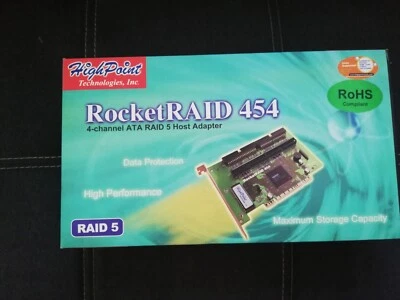 HighPoint
Technologies, Inc
RoHS
Compliant
RocketRAID 454
4-channel ATA RAID 5 Host Adapter
Data Protection
High Performance
Maximum Storage Capacity
RAID 5